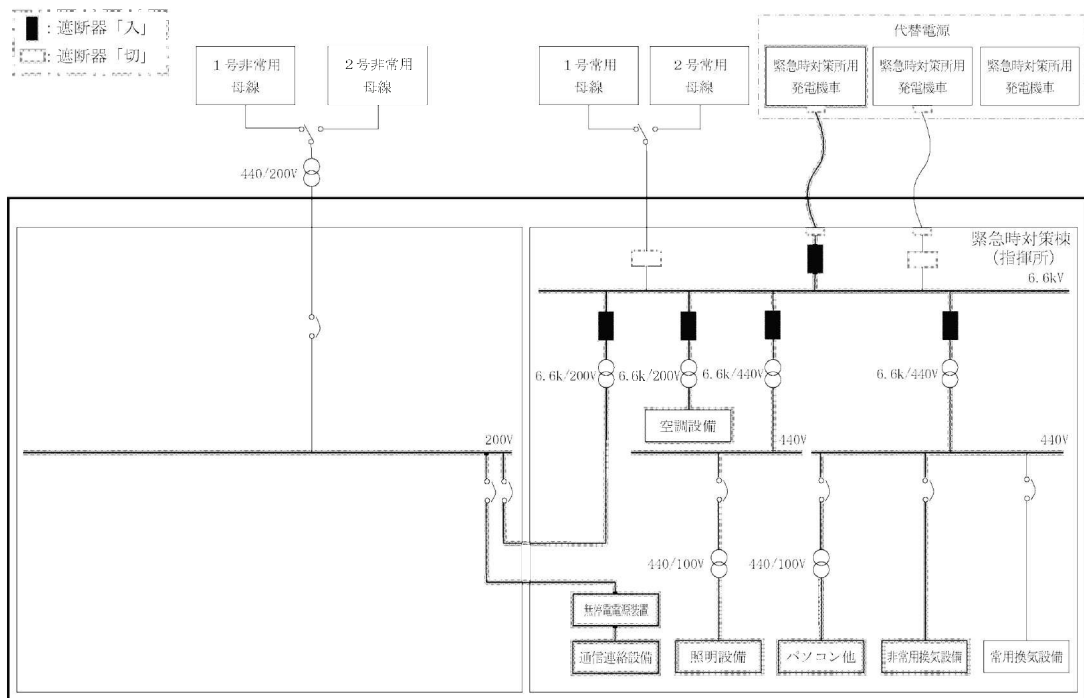 ：遮断器「入」
：遮断器「切」
1号非常用
母線
2号非常用
母線
1号常用
母線
2号常用
母線
代替電源
緊急時対策所用
発電機車
緊急時対策所用
発電機車
緊急時対策所用
発電機車
440/200V
緊急時対策棟
(指揮所)
6.6kV
6.6k/200V
6.6k/200V
6.6k/440V
6.6k/440V
空調設備
200V
440V
440V
440/100V
440/100V
無停電電源装置
通信連絡設備
照明設備
パソコン他
非常用換気設備
常用換気設備